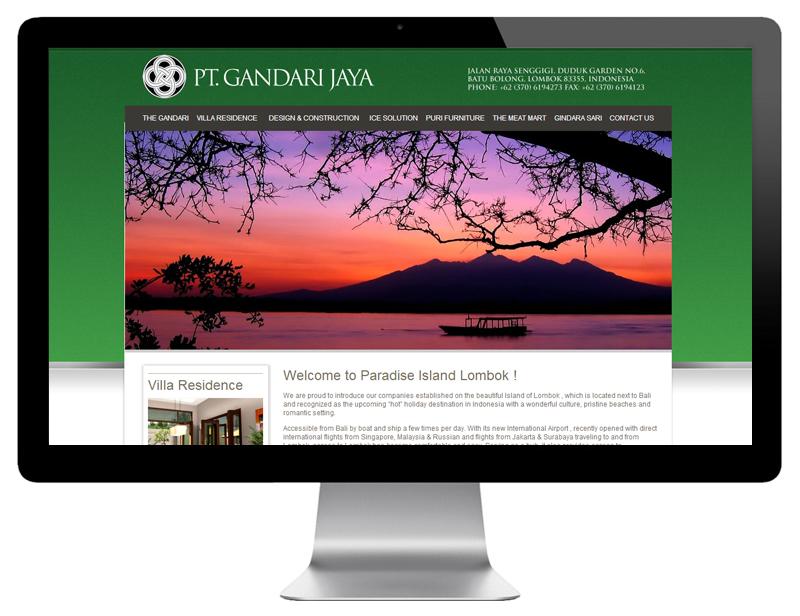 PT. GANDARI JAYA
JALAN RAYA SENGGIGI, DUDUK GARDEN NO.6,
BATU BOLONG, LOMBOK 83355, INDONESIA
PHONE: +62 (370) 6194273 FAX: +62 (370) 6194123
THE GANDARI VILLA RESIDENCE DESIGN & CONSTRUCTION ICE SOLUTION PURI FURNITURE THE MEAT MART GINDARA SARI CONTACT US
Villa Residence
Welcome to Paradise Island Lombok !
We are proud to introduce our companies established on the beautiful Island of Lombok , which is located next to Bali
and recognized as the upcoming "hot" holiday destination in Indonesia with a wonderful culture, pristine beaches and
romantic setting.
Accessible from Bali by boat and ship a few times per day. With its new International Airport , recently opened with direct
international flights from Singapore, Malaysia & Russian and flights from Jakarta & Surabaya traveling to and from